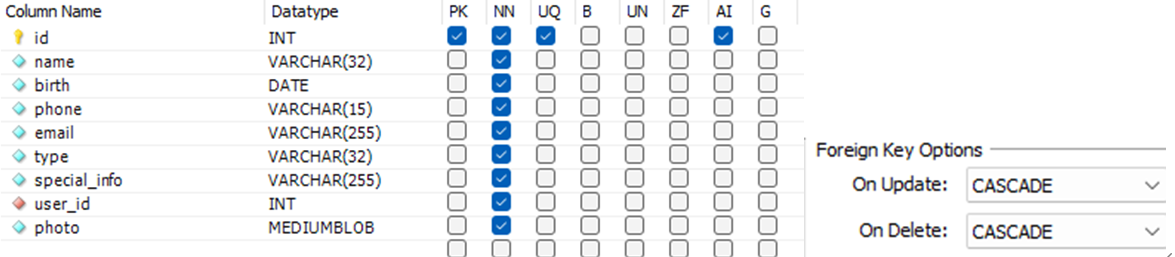 Column Name Datatype PK NN UQ B UN ZF AI G
id INT
name VARCHAR(32)
birth DATE
phone VARCHAR(15)
email VARCHAR(255)
type VARCHAR(32)
special_info VARCHAR(255)
user_id INT
photo MEDIUMBLOB
Foreign Key Options
On Update: CASCADE
On Delete: CASCADE